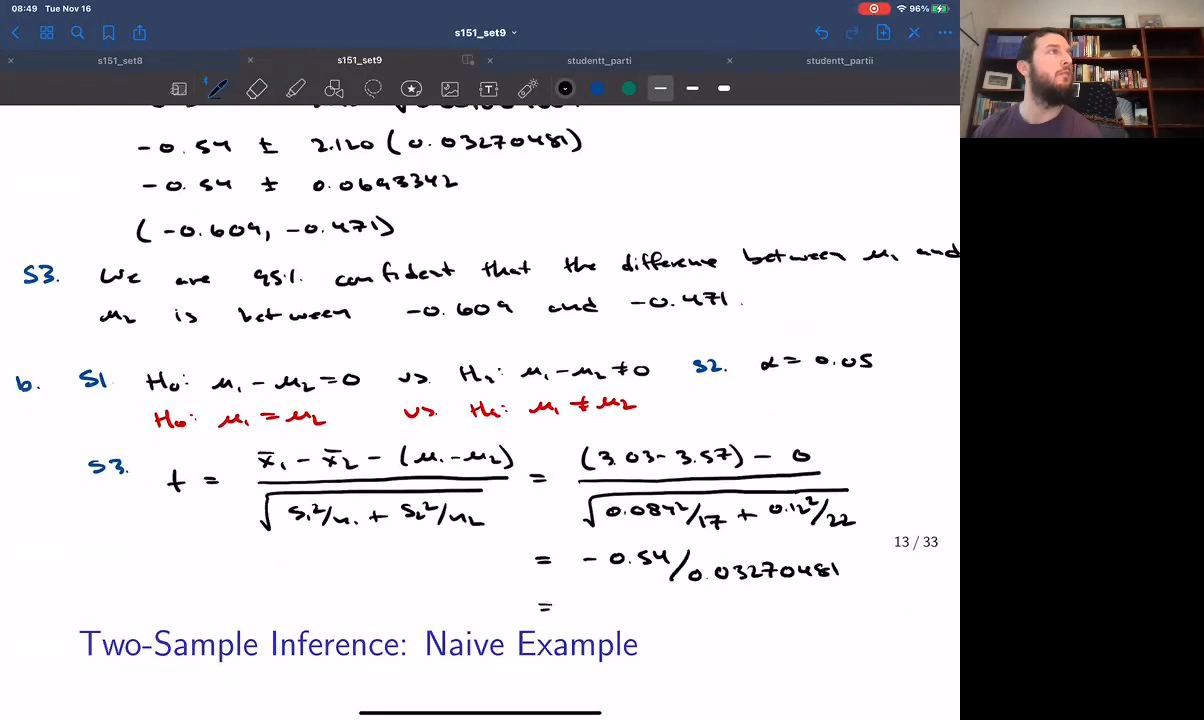 08:49 Tue Nov 16
96%
s151_set9
s151_set8
s151_set9
studentt_parti
studentt_partii
-0.54 ± 2.120 (0.03270481)
-0.54 ± 0.0693342
(-0.609, -0.471)
S3. We are 95% confident that the difference between μ₁ and
μ₂ is between -0.609 and -0.471.
b. S1. H₀: μ₁ - μ₂ = 0 vs H₁: μ₁ - μ₂ ≠ 0 S2. α = 0.05
H₀: μ₁ = μ₂ vs. H₁: μ₁ ≠ μ₂
S3. t = x̄₁ - x̄₂ - (μ₁ - μ₂) / √(s₁²/n₁ + s₂²/n₂) = (3.03 - 3.57) - 0 / √(0.084²/17 + 0.12²/22)
13 / 33
= -0.54/0.03270481
=
Two-Sample Inference: Naive Example